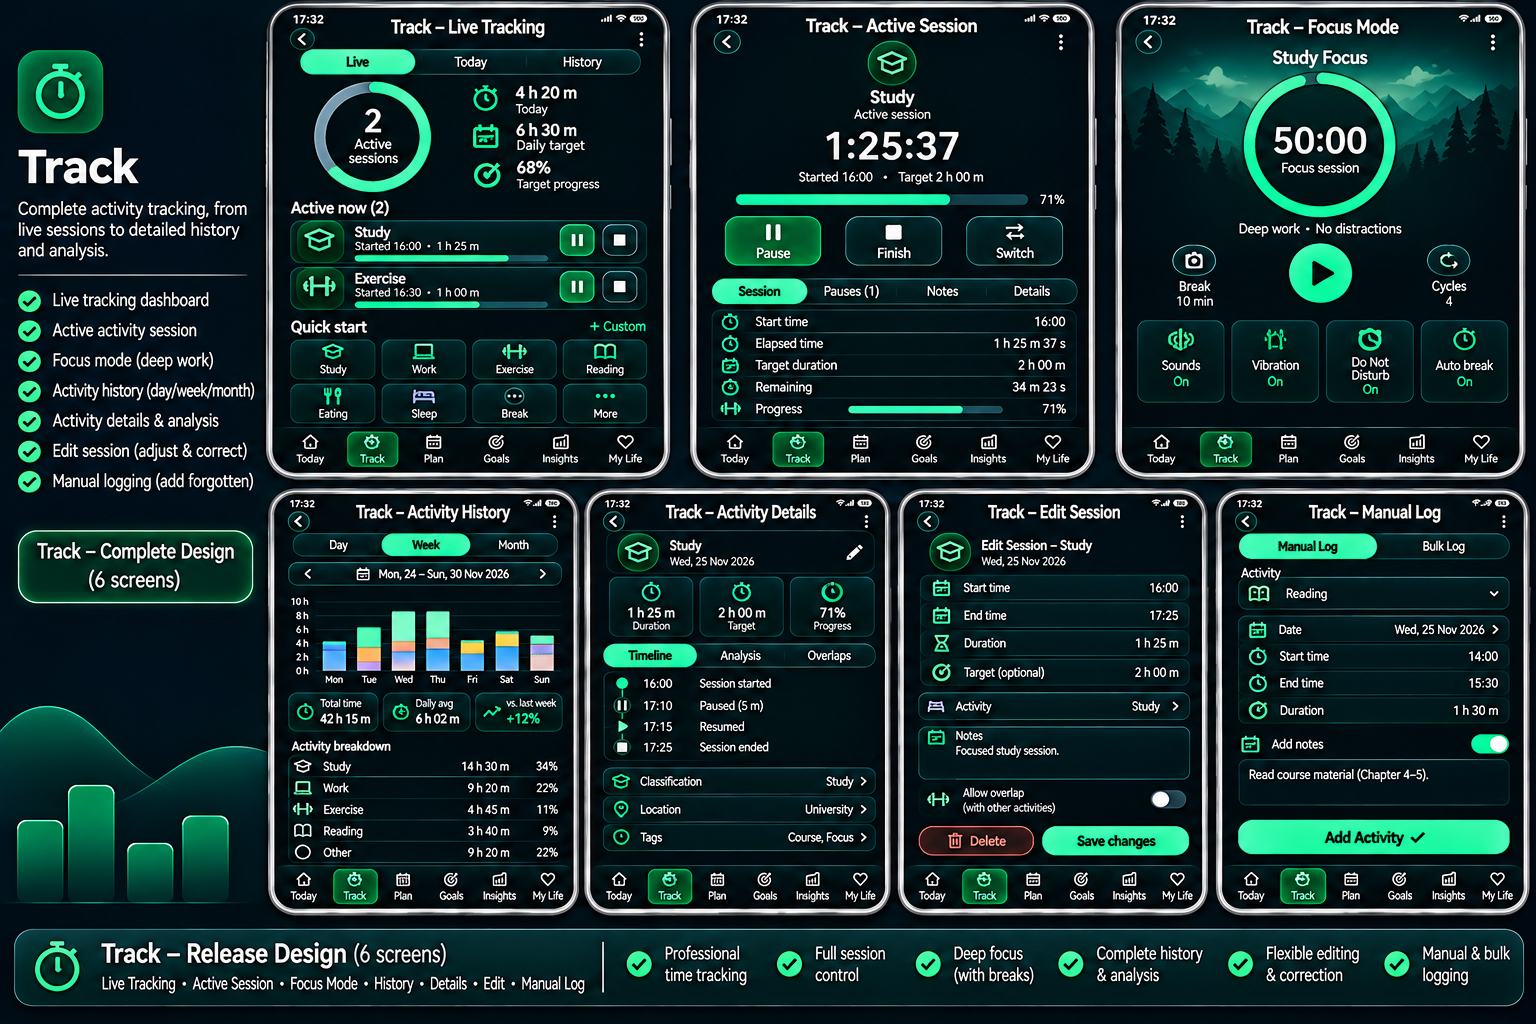 Track
Complete activity tracking, from
live sessions to detailed history
and analysis.
Live tracking dashboard
Active activity session
Focus mode (deep work)
Activity history (day/week/month)
Activity details & analysis
Edit session (adjust & correct)
Manual logging (add forgotten)
Track – Complete Design
(6 screens)
17:32
Track – Live Tracking
Live Today History
2
Active
sessions
4 h 20 m
Today
6 h 30 m
Daily target
68%
Target progress
Active now (2)
Study
Started 16:00 • 1 h 25 m
Exercise
Started 16:30 • 1 h 00 m
Quick start + Custom
Study Work Exercise Reading
Eating Sleep Break More
Today Track Plan Goals Insights My Life
17:32
Track – Active Session
Study
Active session
1:25:37
Started 16:00 • Target 2 h 00 m
71%
Pause Finish Switch
Session Pauses (1) Notes Details
Start time 16:00
Elapsed time 1 h 25 m 37 s
Target duration 2 h 00 m
Remaining 34 m 23 s
Progress 71%
Today Track Plan Goals Insights My Life
17:32
Track – Focus Mode
Study Focus
50:00
Focus session
Deep work • No distractions
Break
10 min
Cycles
4
Sounds
On
Vibration
On
Do Not
Disturb
On
Auto break
On
Today Track Plan Goals Insights My Life
17:32
Track – Activity History
Day Week Month
Mon, 24 – Sun, 30 Nov 2026
10 h
8 h
6 h
4 h
2 h
0 h
Mon Tue Wed Thu Fri Sat Sun
Total time
42 h 15 m
Daily avg
6 h 02 m
vs. last week
+12%
Activity breakdown
Study 14 h 30 m 34%
Work 9 h 20 m 22%
Exercise 4 h 45 m 11%
Reading 3 h 40 m 9%
Other 9 h 20 m 22%
Today Track Plan Goals Insights My Life
17:32
Track – Activity Details
Study
Wed, 25 Nov 2026
1 h 25 m
Duration
2 h 00 m
Target
71%
Progress
Timeline Analysis Overlaps
16:00 Session started
17:10 Paused (5 m)
17:15 Resumed
17:25 Session ended
Classification Study
Location University
Tags Course, Focus
Today Track Plan Goals Insights My Life
17:32
Track – Edit Session
Edit Session – Study
Wed, 25 Nov 2026
Start time 16:00
End time 17:25
Duration 1 h 25 m
Target (optional) 2 h 00 m
Activity Study
Notes
Focused study session.
Allow overlap
(with other activities)
Delete Save changes
Today Track Plan Goals Insights My Life
17:32
Track – Manual Log
Manual Log Bulk Log
Activity
Reading
Date Wed, 25 Nov 2026
Start time 14:00
End time 15:30
Duration 1 h 30 m
Add notes
Read course material (Chapter 4–5).
Add Activity
Today Track Plan Goals Insights My Life
Track – Release Design (6 screens)
Live Tracking • Active Session • Focus Mode • History • Details • Edit • Manual Log
Professional
time tracking
Full session
control
Deep focus
(with breaks)
Complete history
& analysis
Flexible editing
& correction
Manual & bulk
logging